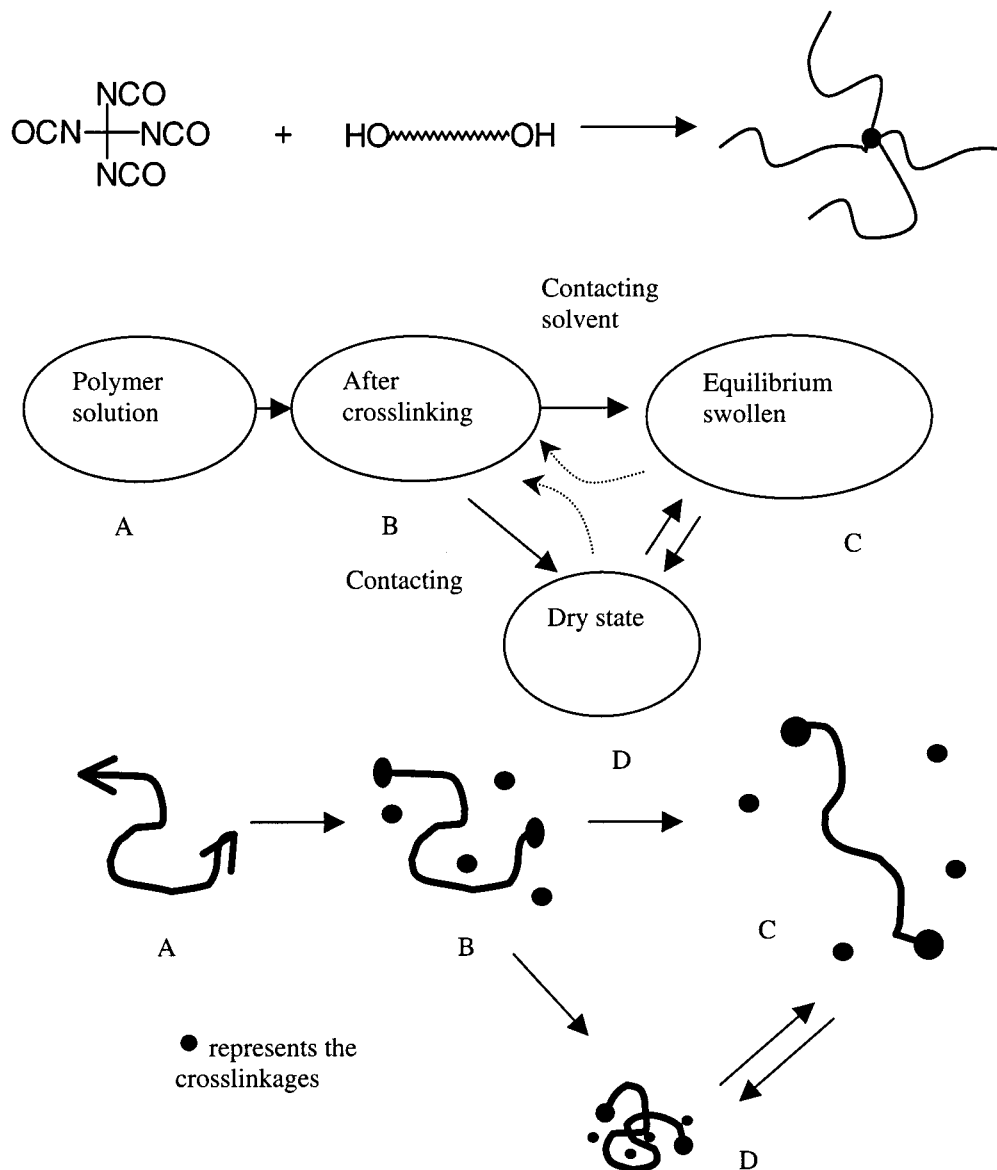 NCO
OCN NCO + HO OH
NCO
Contacting
solvent
Polymer
solution
After
crosslinking
Equilibrium
swollen
A
B
C
Contacting
Dry state
D
A
B
C
represents the
crosslinkages
D